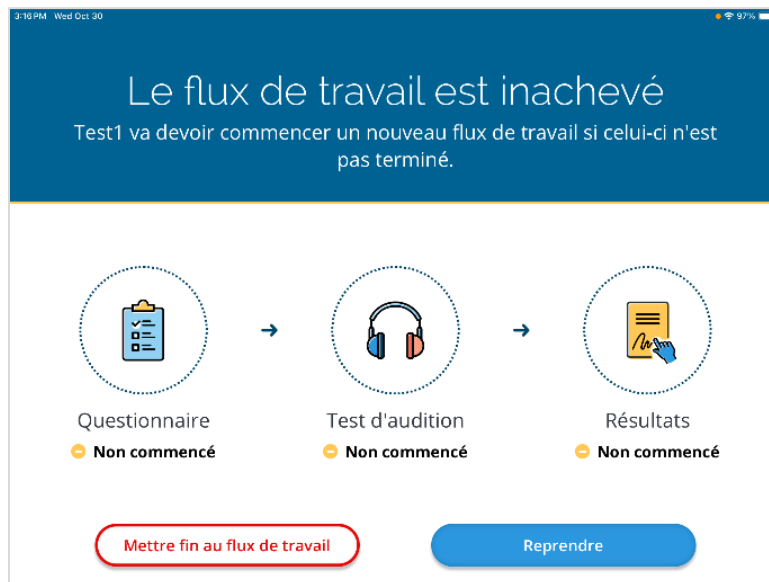 3:16 PM Wed Oct 30
97%
Le flux de travail est inachevé
Test1 va devoir commencer un nouveau flux de travail si celui-ci n'est
pas terminé.
Questionnaire
Test d'audition
Résultats
Non commencé
Non commencé
Non commencé
Mettre fin au flux de travail
Reprendre